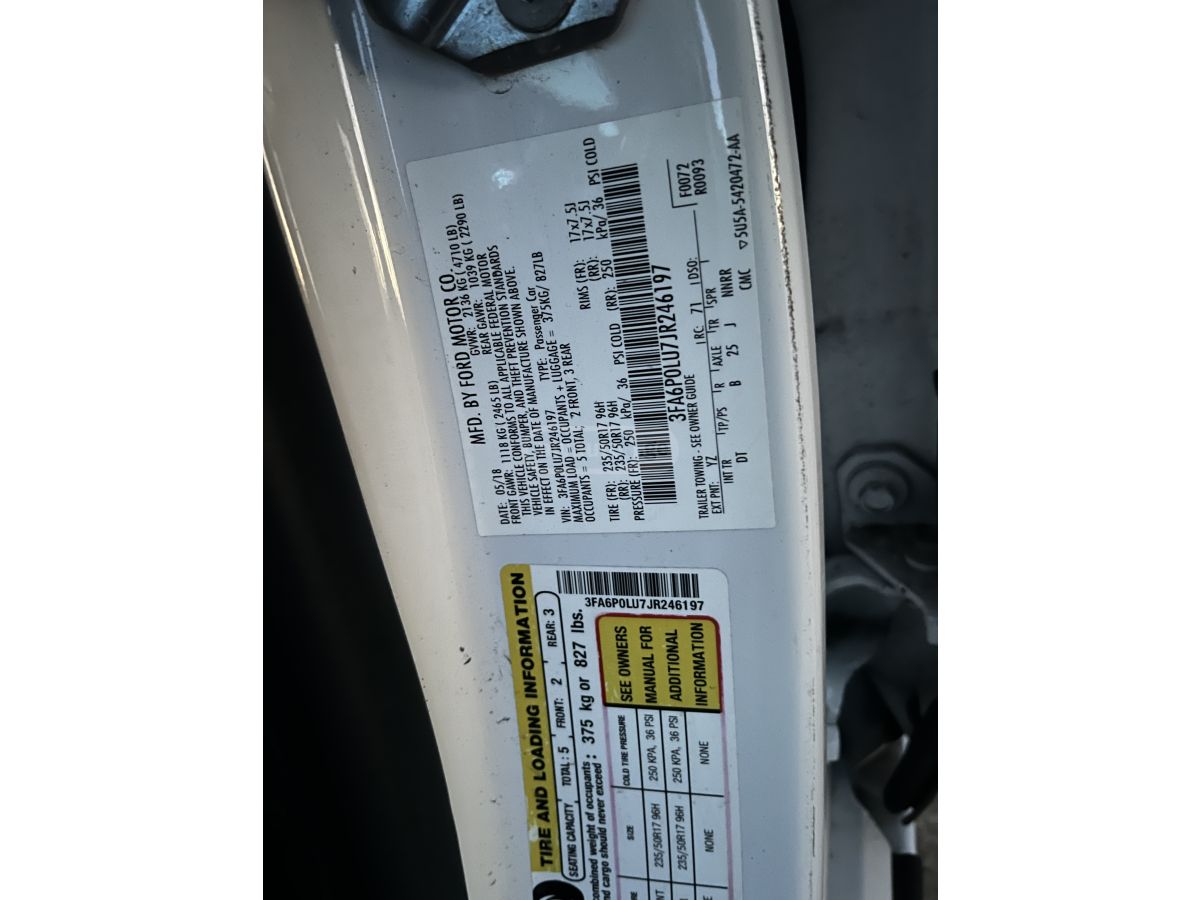 MFD. BY FORD MOTOR CO.
DATE: 05/18 GVWR: 2136 KG ( 4710 LB)
FRONT GAWR: 1118 KG ( 2465 LB) REAR GAWR: 1039 KG ( 2290 LB)
THIS VEHICLE CONFORMS TO ALL APPLICABLE FEDERAL MOTOR
VEHICLE SAFETY, BUMPER, AND THEFT PREVENTION STANDARDS
IN EFFECT ON THE DATE OF MANUFACTURE SHOWN ABOVE.
VIN: 3FA6P0LU7JR246197 TYPE: Passenger Car
MAXIMUM LOAD = OCCUPANTS + LUGGAGE = 375KG/ 827LB
OCCUPANTS = 5 TOTAL; 2 FRONT, 3 REAR
TIRE (FR): 235/50R17 96H RIMS (FR): 17x7.5J
(RR): 235/50R17 96H (RR): 17x7.5J
PRESSURE (FR): 250 kPa/ 36 PSI COLD (RR): 250 kPa/ 36 PSI COLD
3FA6P0LU7JR246197
F0072
R0093
TRAILER TOWING - SEE OWNER GUIDE
EXT PNT: YZ RC: 71 DSO:
INT TR TP/PS R AXLE TR SPR
DT B 25 J NNRR
CMC
5U5A-5420472-AA
TIRE AND LOADING INFORMATION
SEATING CAPACITY TOTAL: 5 FRONT: 2 REAR: 3
combined weight of occupants
and cargo should never exceed : 375 kg or 827 lbs.
3FA6P0LU7JR246197
SIZE COLD TIRE PRESSURE
235/50R17 96H 250 KPA, 36 PSI
235/50R17 96H 250 KPA, 36 PSI
NONE NONE
SEE OWNERS
MANUAL FOR
ADDITIONAL
INFORMATION